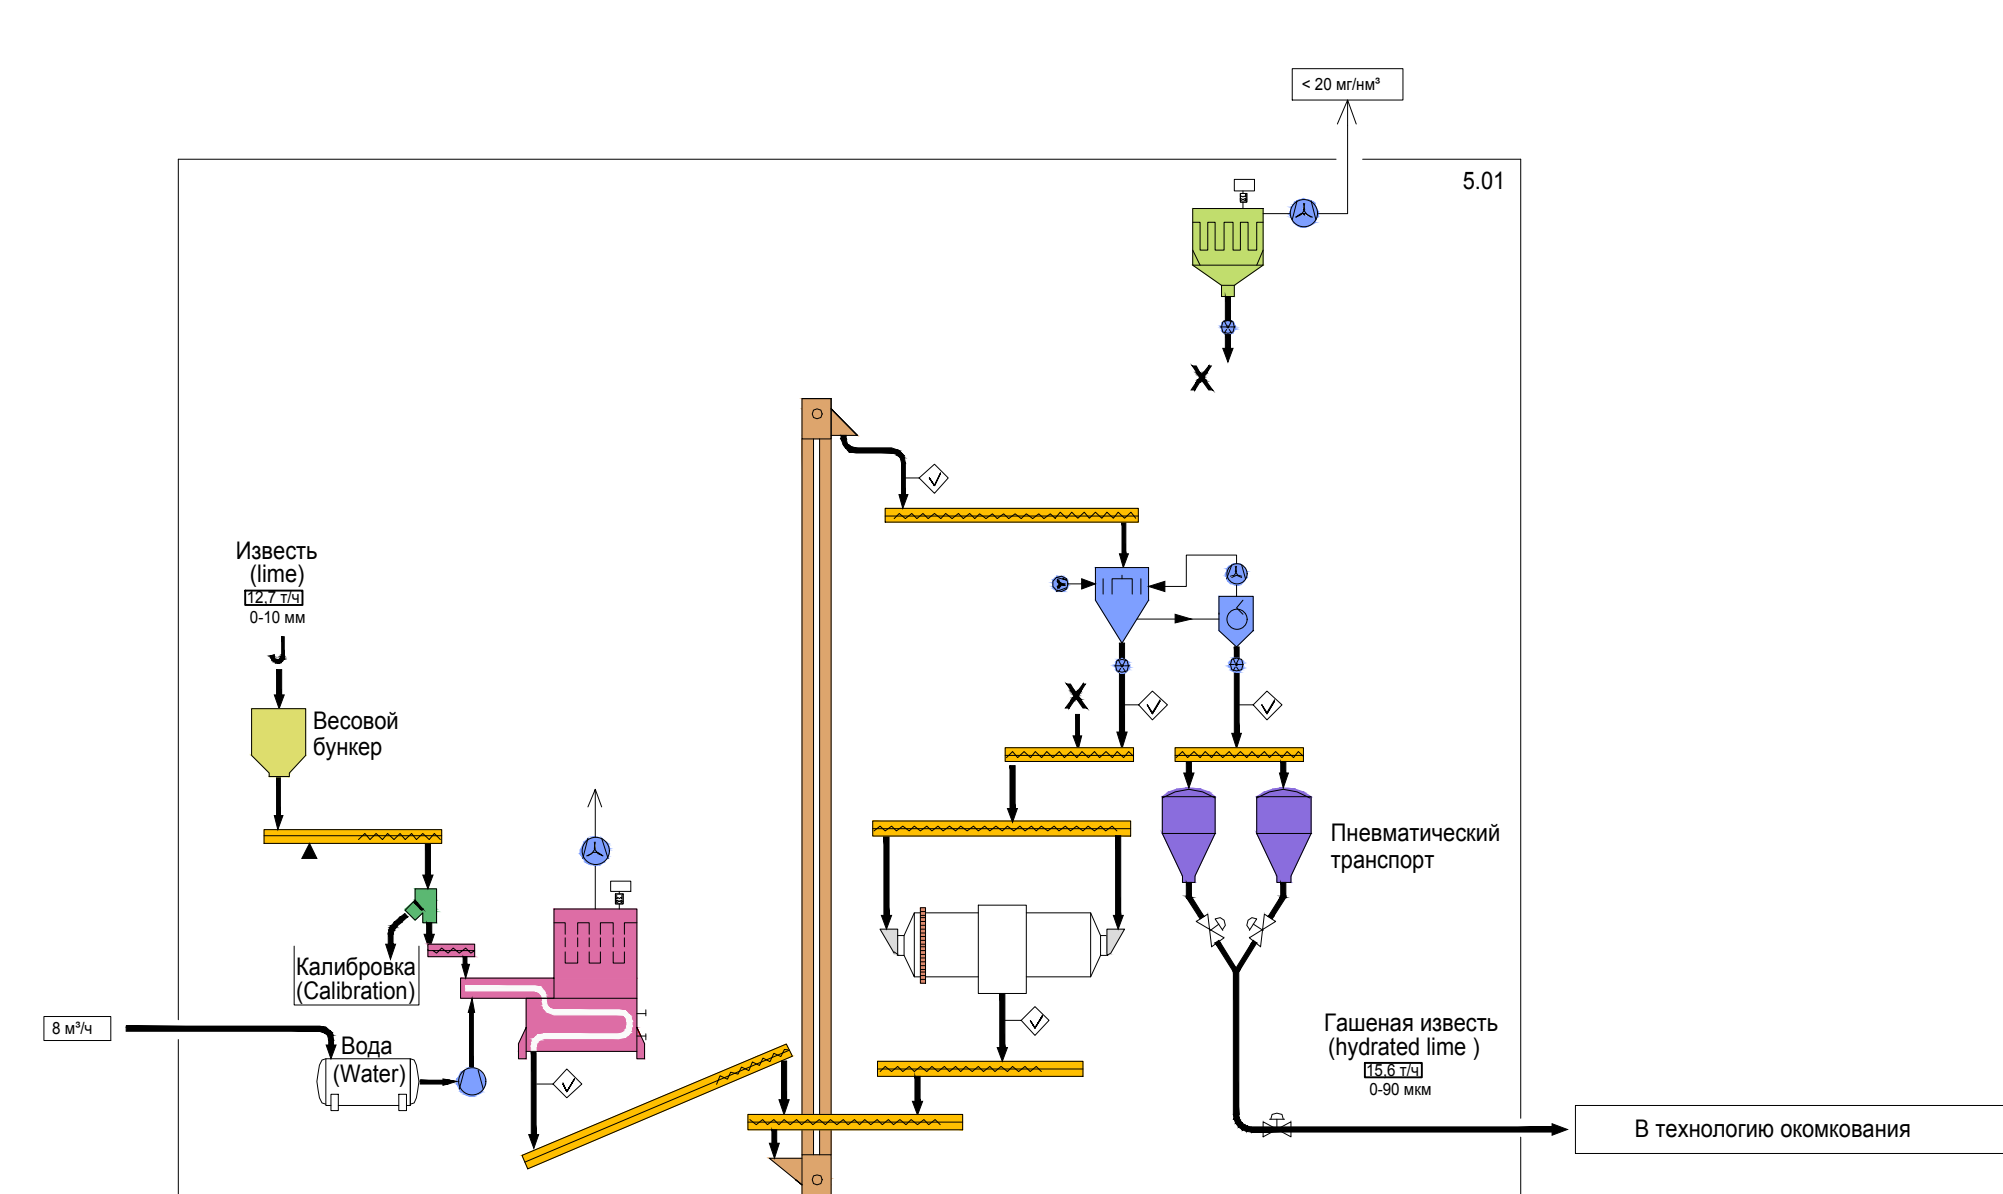 < 20 мг/нм³
5.01
X
Известь
(lime)
12,7 т/ч
0-10 мм
X
Весовой
бункер
Пневматический
транспорт
Калибровка
(Calibration)
8 м³/ч
Вода
(Water)
Гашеная известь
(hydrated lime )
15.6 т/ч
0-90 мкм
В технологию окомкования